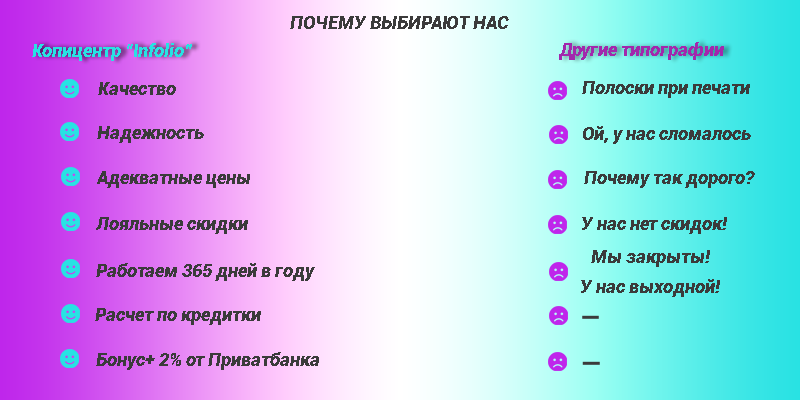 ПОЧЕМУ ВЫБИРАЮТ НАС
Копицентр "Infolio"
Другие типографии
Качество
Полоски при печати
Надежность
Ой, у нас сломалось
Адекватные цены
Почему так дорого?
Лояльные скидки
У нас нет скидок!
Работаем 365 дней в году
Мы закрыты!
У нас выходной!
Расчет по кредитки
—
Бонус+ 2% от Приватбанка
—